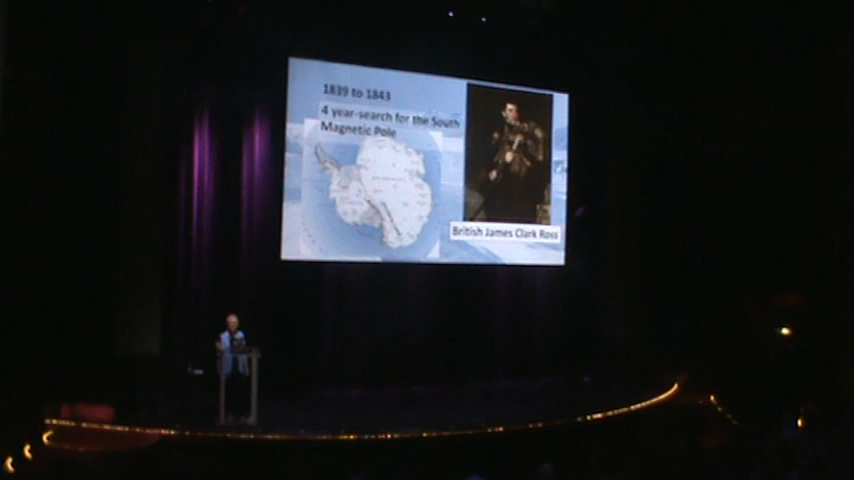 1839 to 1843
4 year-search for the South
Magnetic Pole
British James Clark Ross